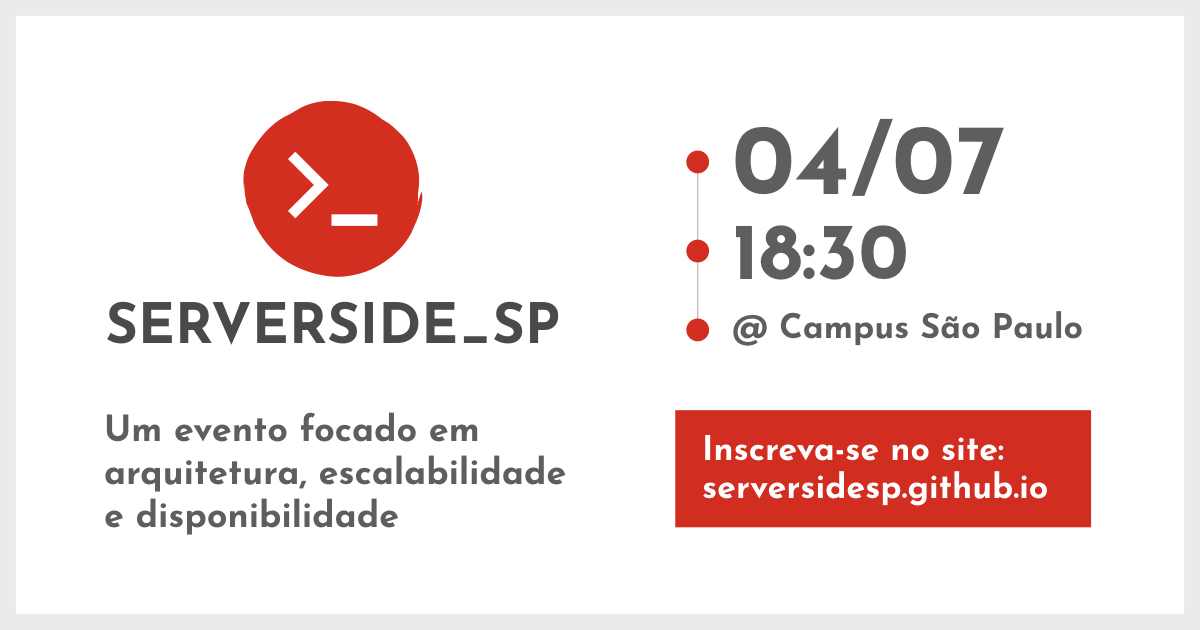 >_
SERVERSIDE_SP
Um evento focado em
arquitetura, escalabilidade
e disponibilidade
04/07
18:30
@ Campus São Paulo
Inscreva-se no site:
serversidesp.github.io